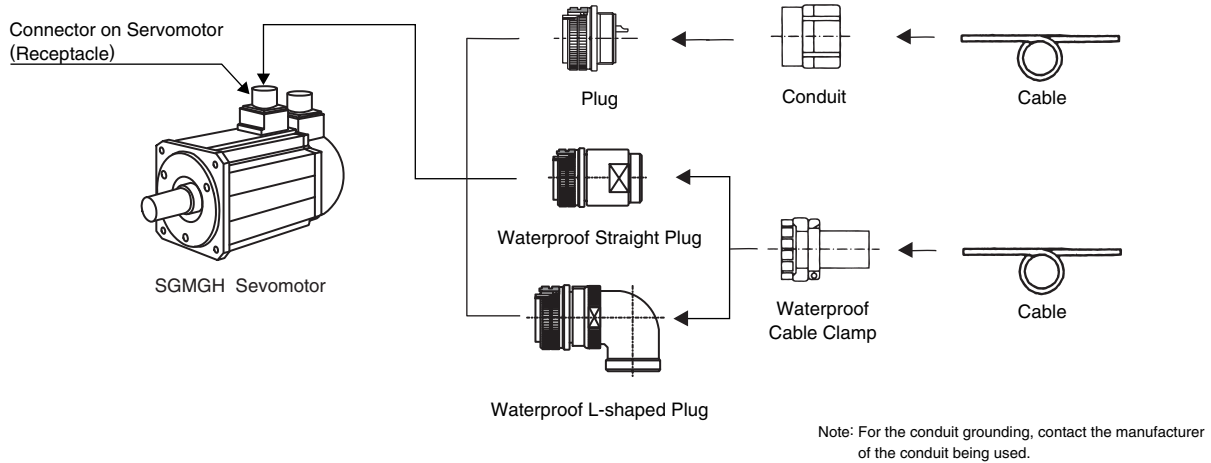 Connector on Servomotor
(Receptacle)
Plug
Conduit
Cable
Waterproof Straight Plug
SGMGH Sevomotor
Waterproof
Cable Clamp
Cable
Waterproof L-shaped Plug
Note: For the conduit grounding, contact the manufacturer
of the conduit being used.